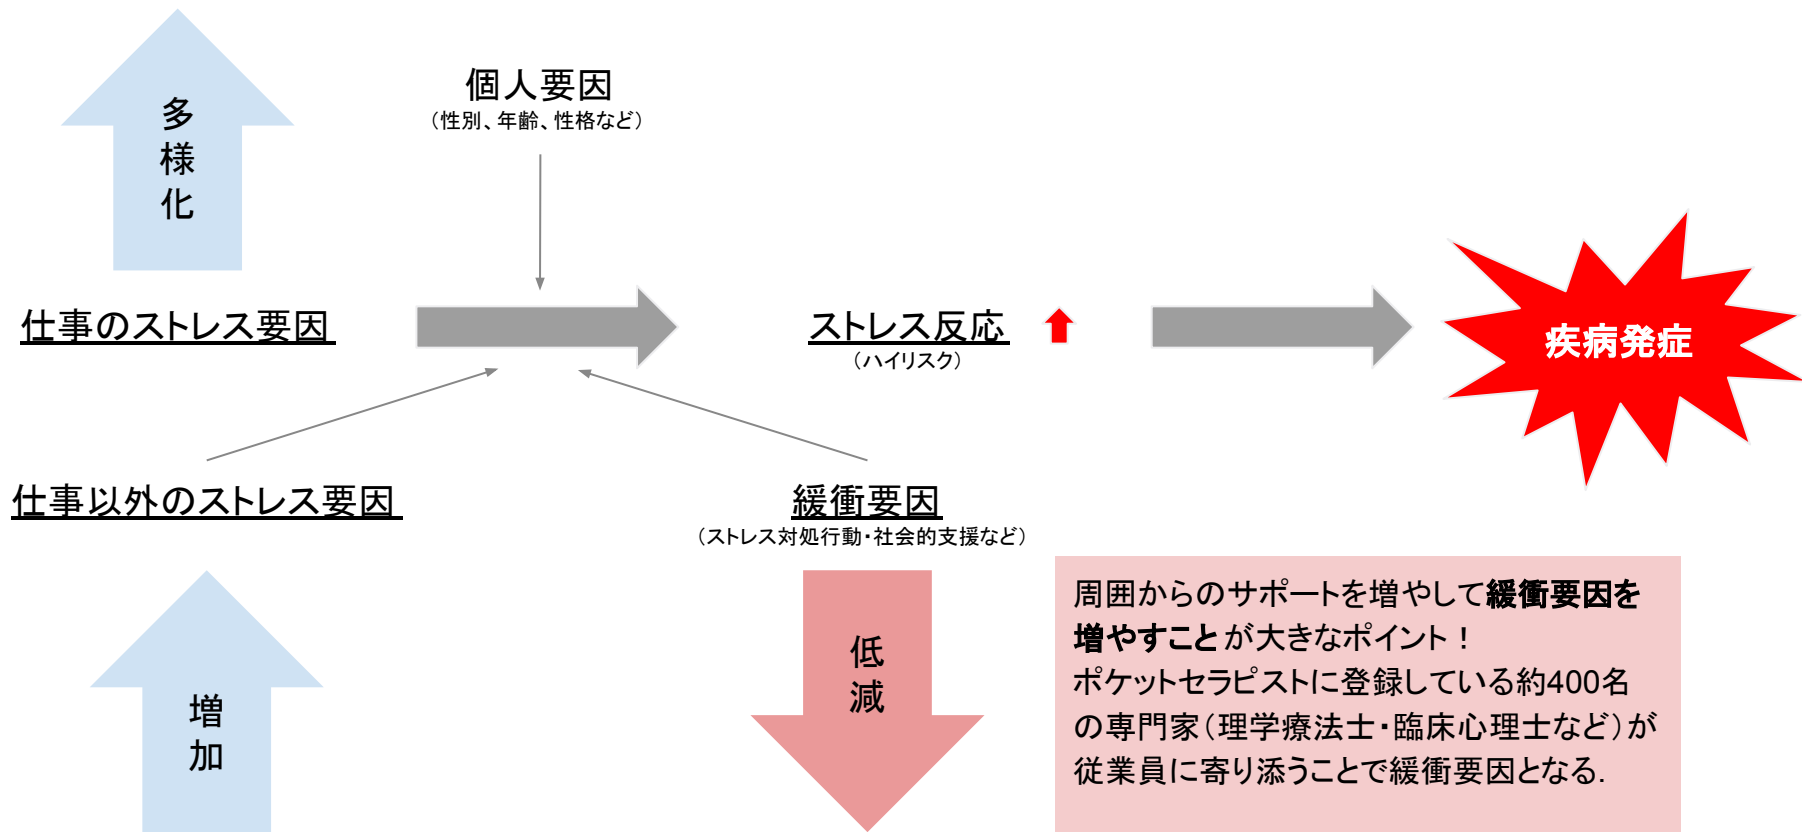 多様化
個人要因
（性別、年齢、性格など）
仕事のストレス要因
ストレス反応
（ハイリスク）
疾病発症
仕事以外のストレス要因
緩衝要因
（ストレス対処行動・社会的支援など）
増加
低減
周囲からのサポートを増やして緩衝要因を
増やすことが大きなポイント！
ポケットセラピストに登録している約400名
の専門家（理学療法士・臨床心理士など）が
従業員に寄り添うことで緩衝要因となる.